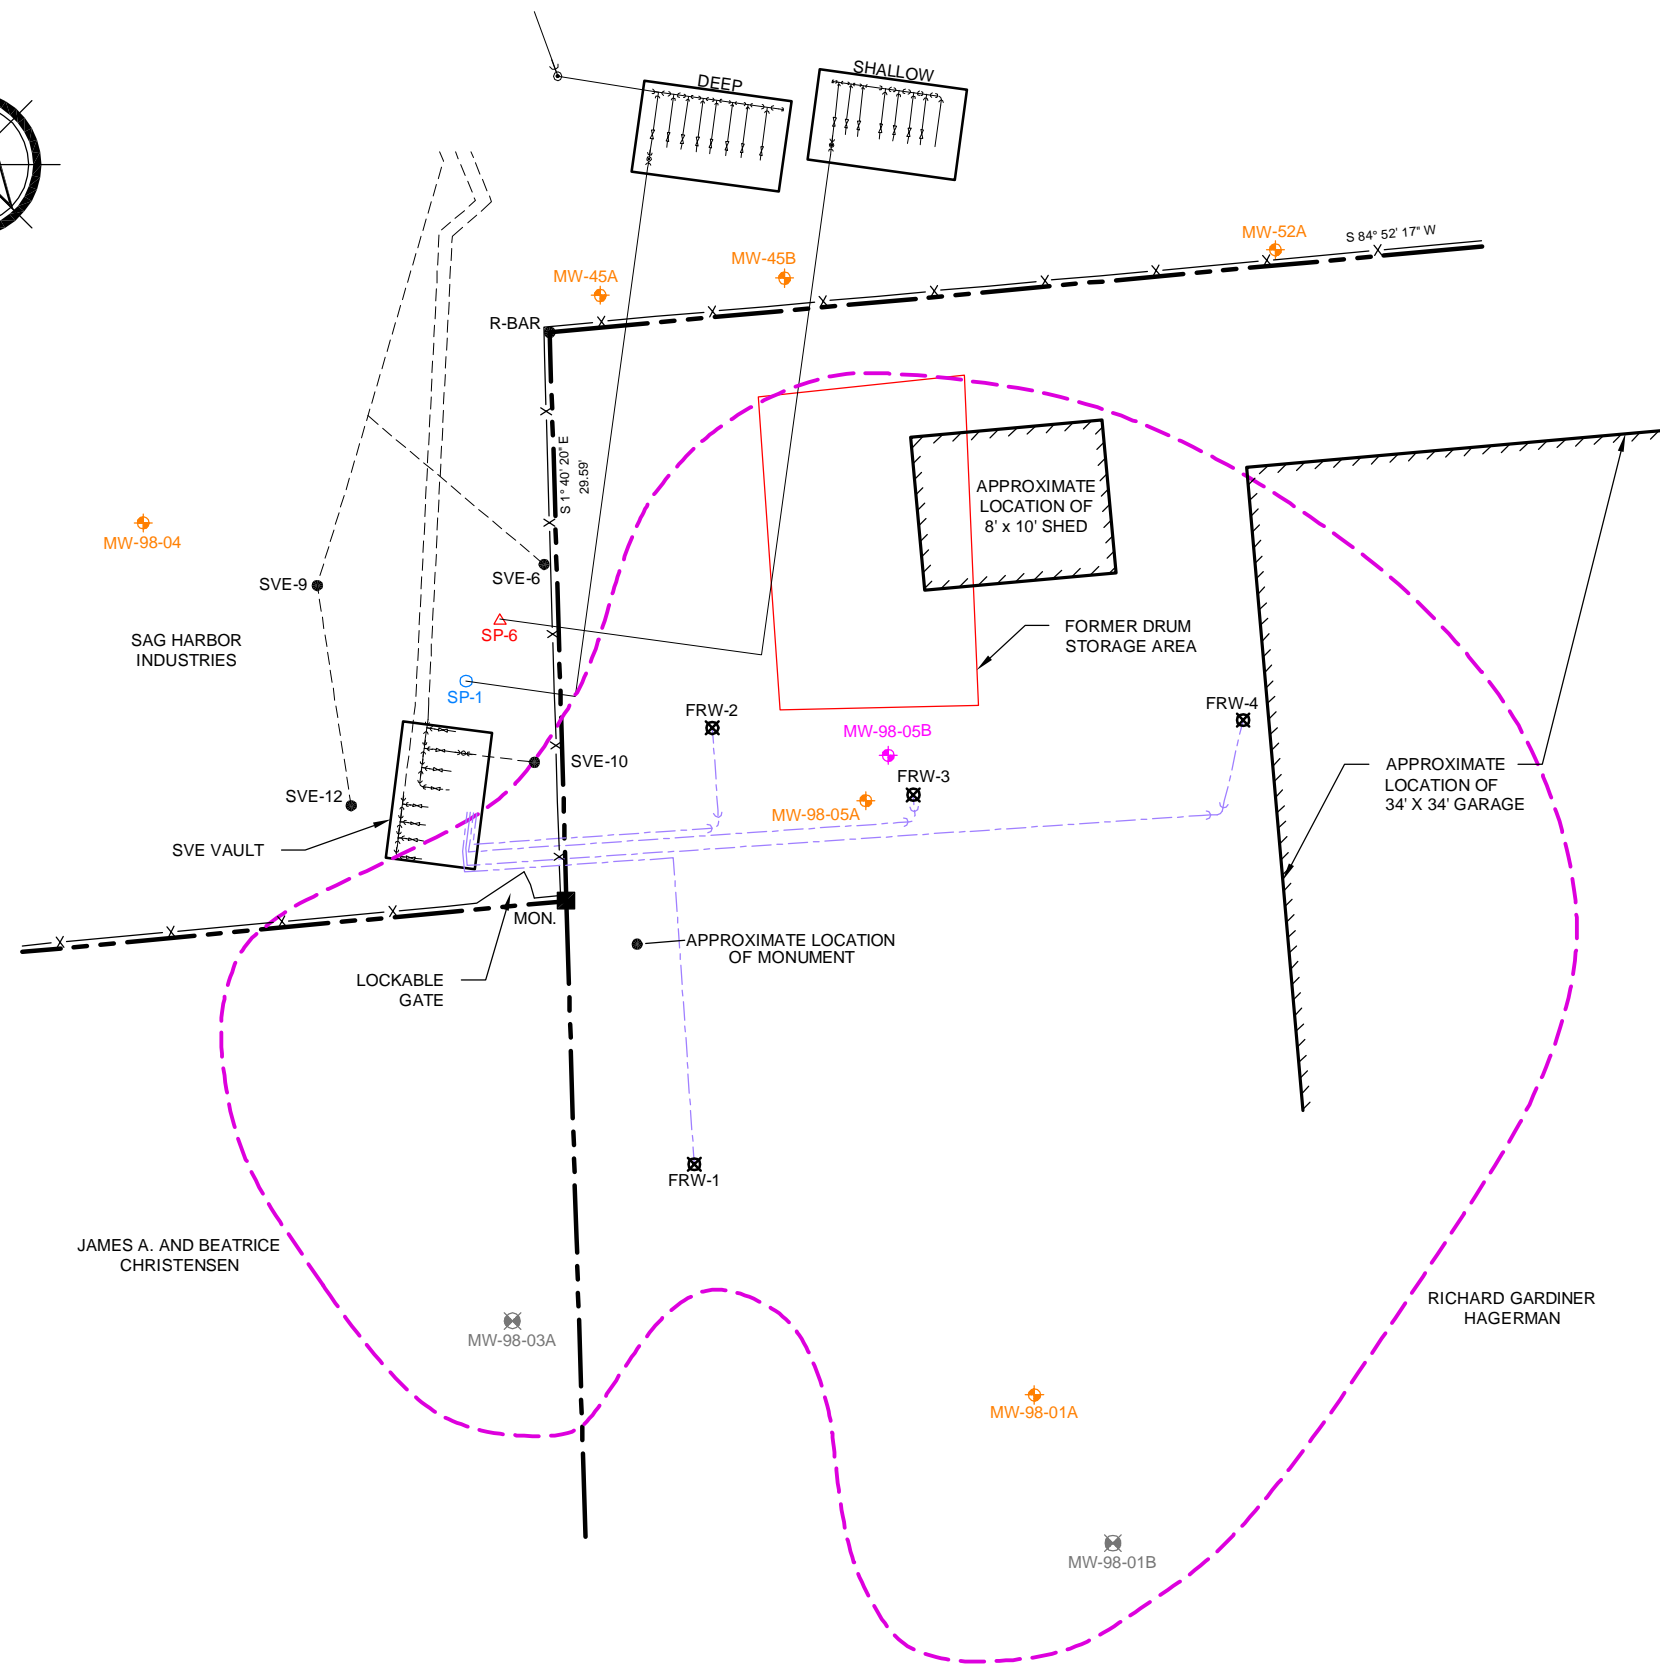 DEEP
SHALLOW
MW-52A
S 84° 52' 17" W
MW-45B
MW-45A
R-BAR
S 1° 40' 20" E
29.59'
APPROXIMATE
LOCATION OF
8' x 10' SHED
MW-98-04
SVE-9
SVE-6
SP-6
SAG HARBOR
INDUSTRIES
FORMER DRUM
STORAGE AREA
SP-1
FRW-2
FRW-4
MW-98-05B
SVE-10
FRW-3
APPROXIMATE
LOCATION OF
34' X 34' GARAGE
SVE-12
MW-98-05A
SVE VAULT
MON.
APPROXIMATE LOCATION
OF MONUMENT
LOCKABLE
GATE
FRW-1
JAMES A. AND BEATRICE
CHRISTENSEN
RICHARD GARDINER
HAGERMAN
MW-98-03A
MW-98-01A
MW-98-01B